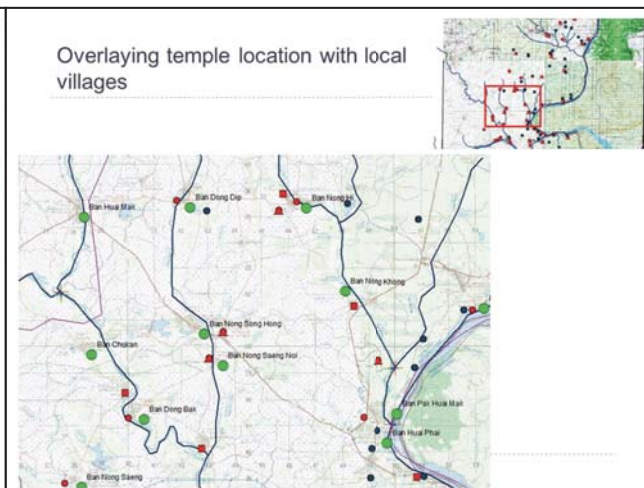 Overlaying temple location with local
villages
Ban Dong Dip
Ban Nong Hi
Ban Huai Mak
Ban Nong Khong
Ban Nong Song Hong
Ban Chokan
Ban Nong Saeng Noi
Ban Dong Bak
Ban Pak Huai Mak
Ban Huai Phai
Ban Nong Saeng